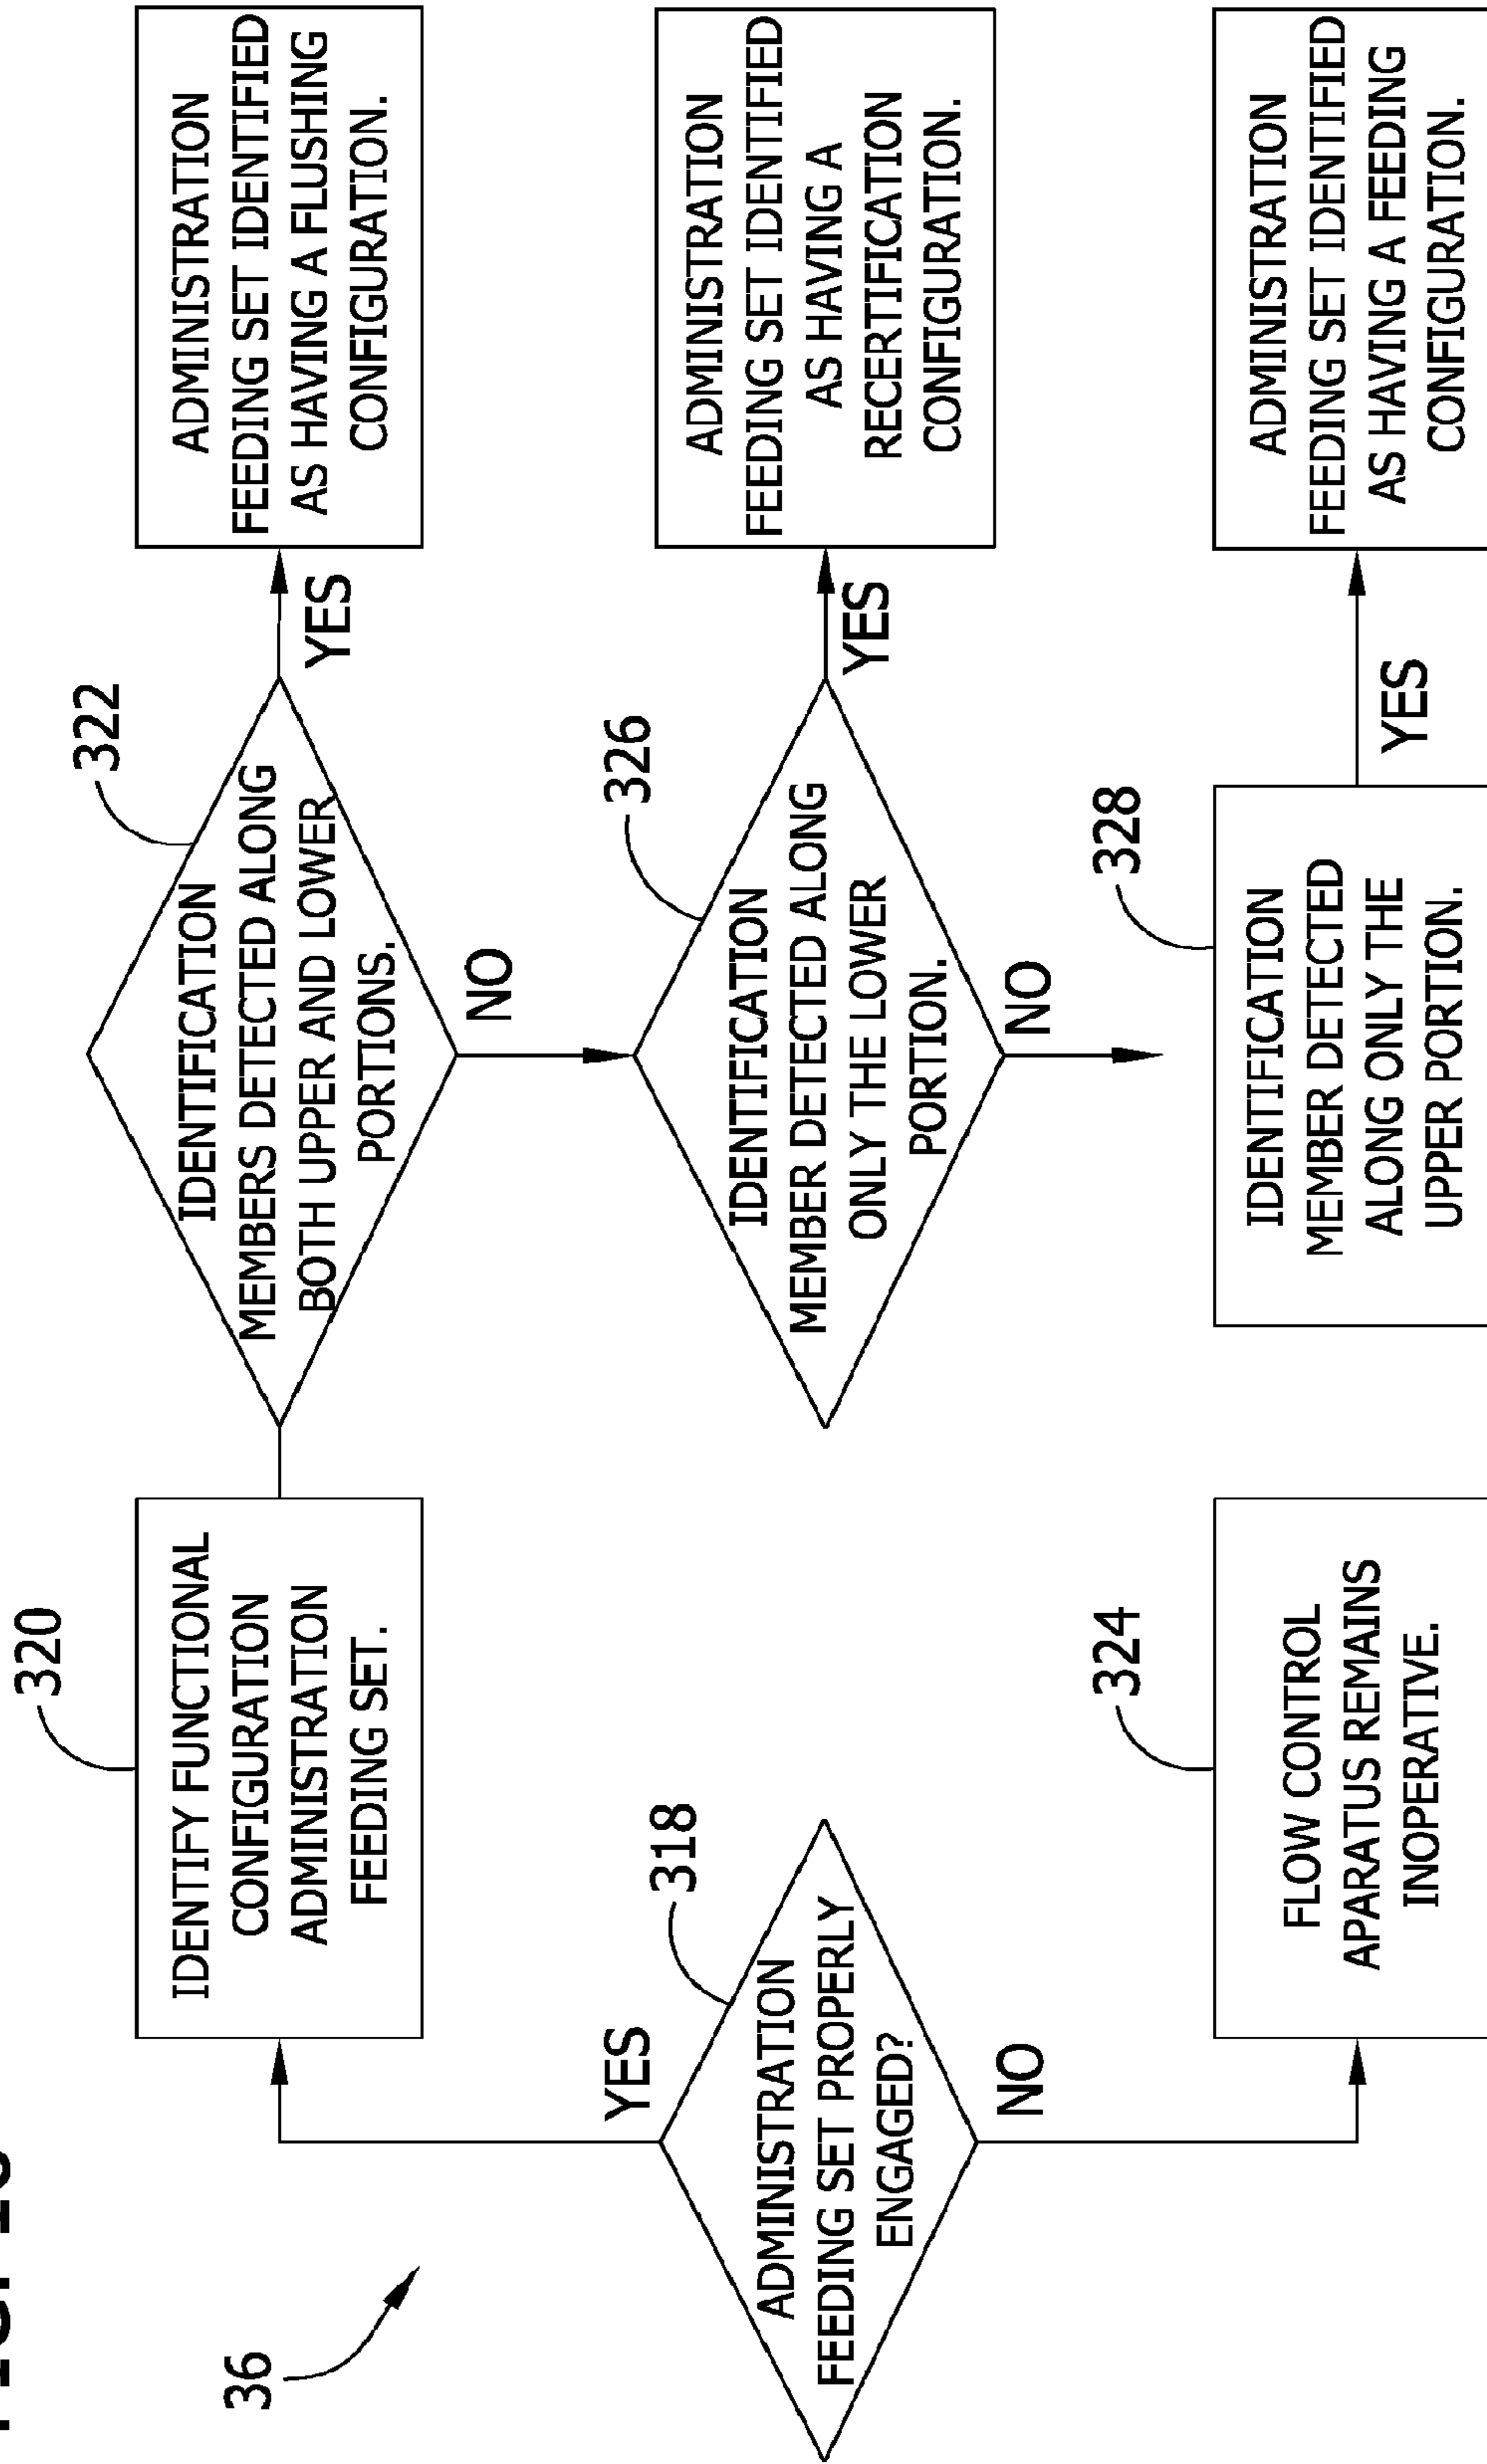 36
318
ADMINISTRATION
FEEDING SET PROPERLY
ENGAGED?
YES
NO
320
IDENTIFY FUNCTIONAL
CONFIGURATION
ADMINISTRATION
FEEDING SET.
324
FLOW CONTROL
APARATUS REMAINS
INOPERATIVE.
322
IDENTIFICATION
MEMBERS DETECTED ALONG
BOTH UPPER AND LOWER
PORTIONS.
YES
NO
ADMINISTRATION
FEEDING SET IDENTIFIED
AS HAVING A FLUSHING
CONFIGURATION.
326
IDENTIFICATION
MEMBER DETECTED ALONG
ONLY THE LOWER
PORTION.
YES
NO
ADMINISTRATION
FEEDING SET IDENTIFIED
AS HAVING A
RECERTIFICATION
CONFIGURATION.
328
IDENTIFICATION
MEMBER DETECTED
ALONG ONLY THE
UPPER PORTION.
YES
ADMINISTRATION
FEEDING SET IDENTIFIED
AS HAVING A FEEDING
CONFIGURATION.